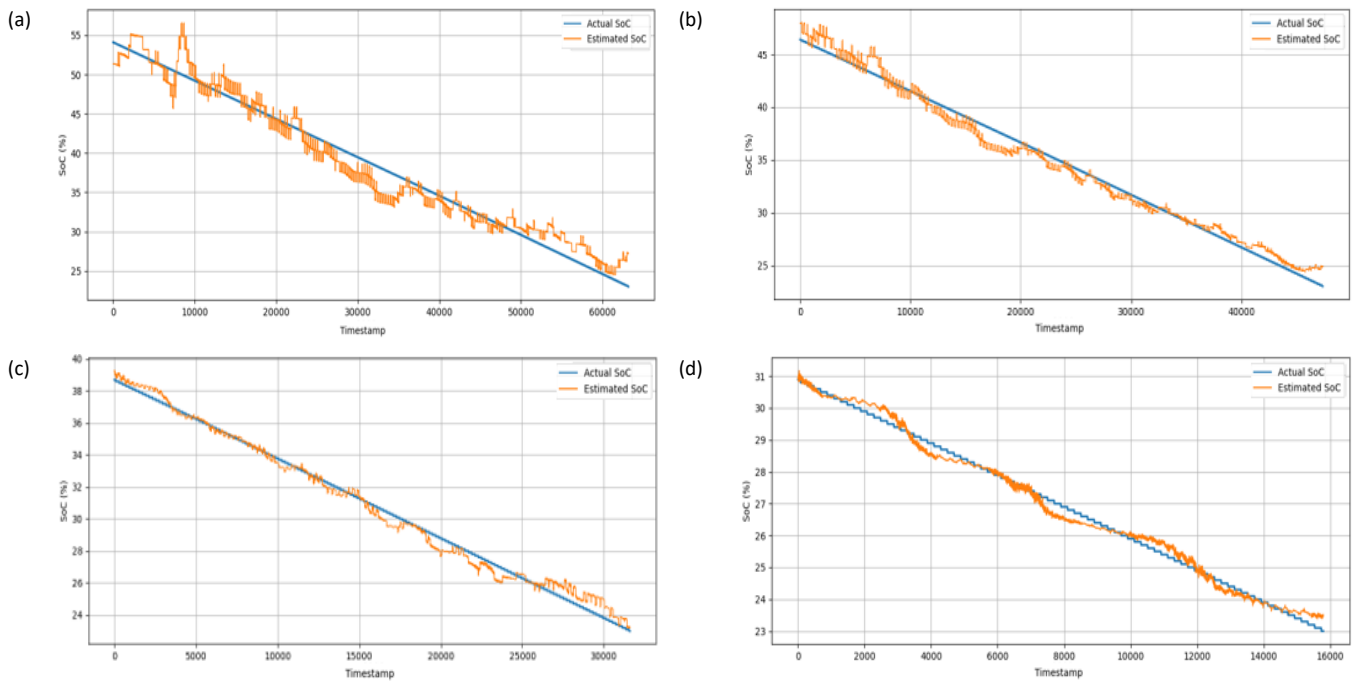 (a)
Actual SoC
Estimated SoC
55
50
45
40
35
30
25
SoC (%)
0 10000 20000 30000 40000 50000 60000
Timestamp
(b)
Actual SoC
Estimated SoC
45
40
35
30
25
SoC (%)
0 10000 20000 30000 40000
Timestamp
(c)
Actual SoC
Estimated SoC
40
38
36
34
32
30
28
26
24
SoC (%)
0 5000 10000 15000 20000 25000 30000
Timestamp
(d)
Actual SoC
Estimated SoC
31
30
29
28
27
26
25
24
23
SoC (%)
0 2000 4000 6000 8000 10000 12000 14000 16000
Timestamp